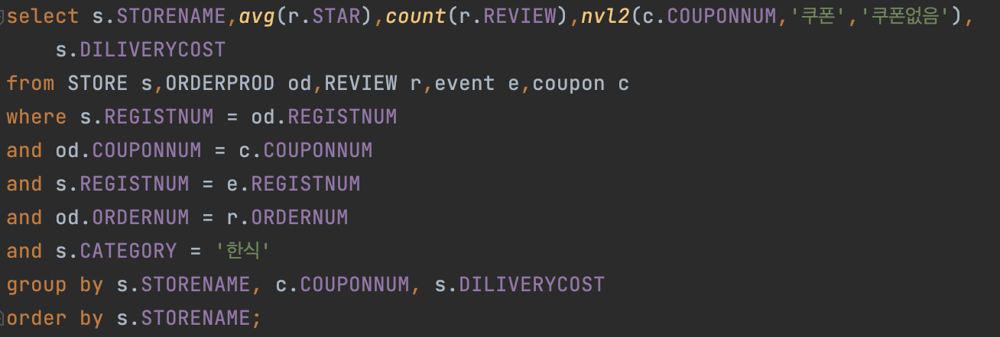 select s.STORENAME,avg(r.STAR),count(r.REVIEW),nvl2(c.COUPONNUM,'쿠폰','쿠폰없음'),
    s.DILIVERYCOST
from STORE s,ORDERPROD od,REVIEW r,event e,coupon c
where s.REGISTNUM = od.REGISTNUM
and od.COUPONNUM = c.COUPONNUM
and s.REGISTNUM = e.REGISTNUM
and od.ORDERNUM = r.ORDERNUM
and s.CATEGORY = '한식'
group by s.STORENAME, c.COUPONNUM, s.DILIVERYCOST
order by s.STORENAME;